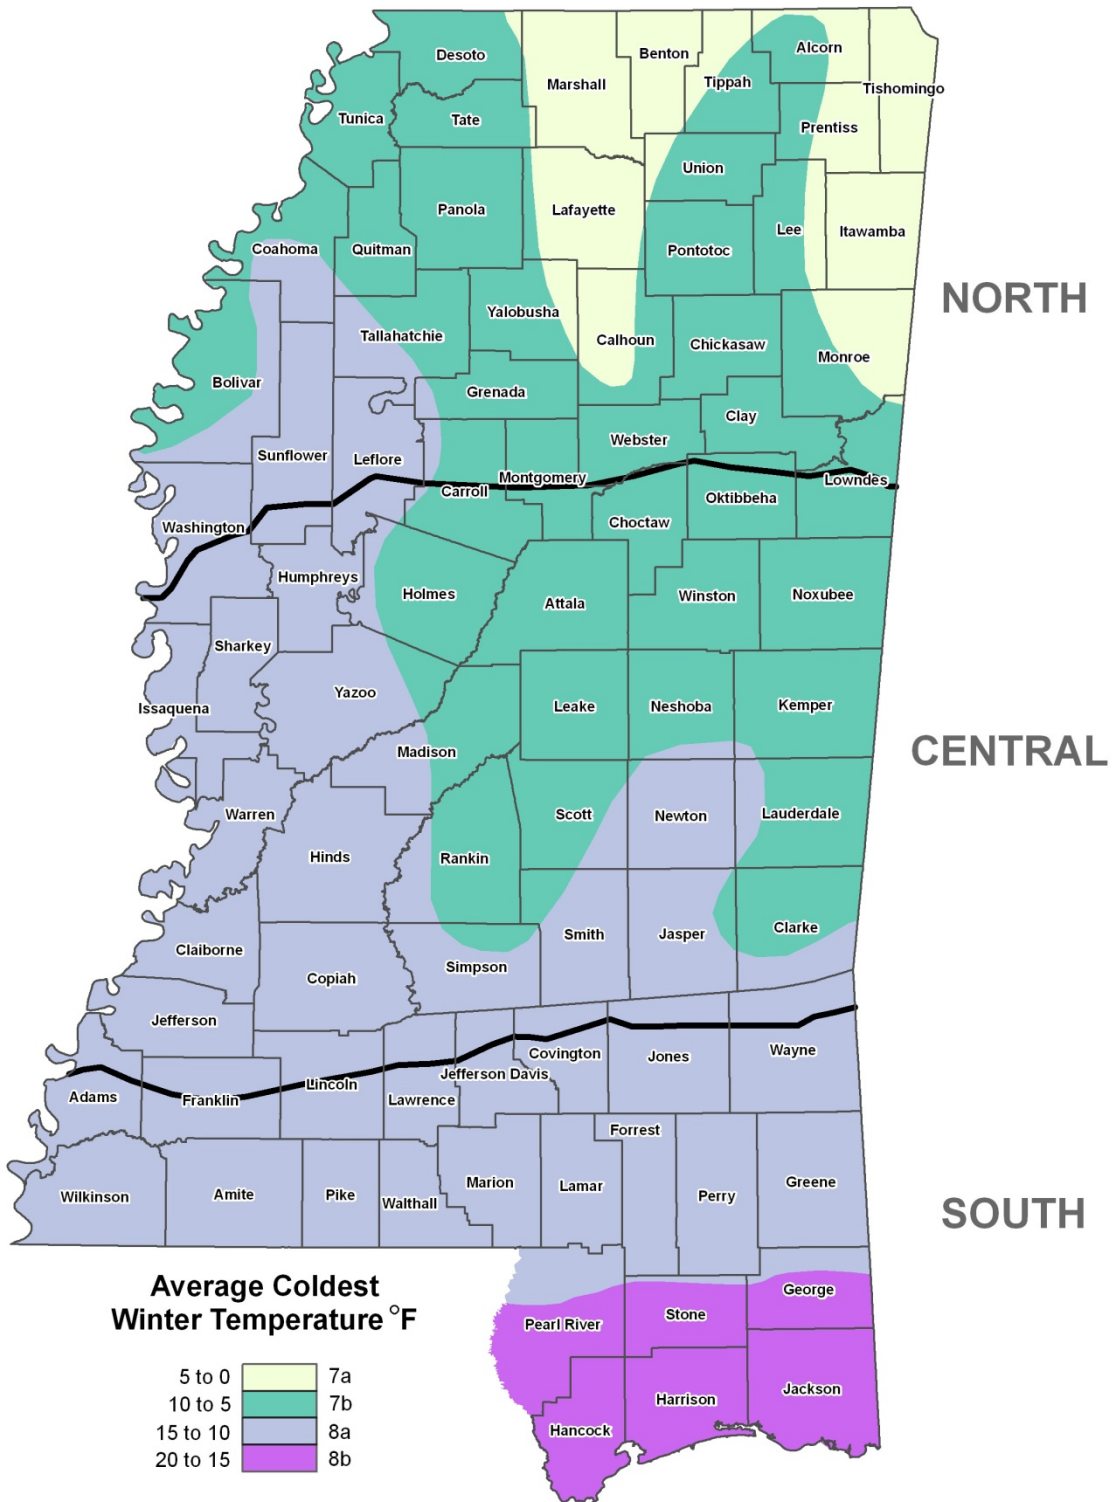 Desoto
Benton
Alcorn
Marshall
Tippah
Tishomingo
Tunica
Tate
Prentiss
Union
Panola
Lafayette
Lee
Itawamba
Coahoma
Quitman
Pontotoc
NORTH
Yalobusha
Tallahatchie
Calhoun
Chickasaw
Monroe
Bolivar
Grenada
Clay
Webster
Sunflower
Leflore
Montgomery
Lowndes
Carroll
Oktibbeha
Washington
Choctaw
Humphreys
Holmes
Attala
Winston
Noxubee
Sharkey
Yazoo
Issaquena
Leake
Neshoba
Kemper
Madison
CENTRAL
Warren
Scott
Newton
Lauderdale
Hinds
Rankin
Claiborne
Smith
Jasper
Clarke
Copiah
Simpson
Jefferson
Covington
Jones
Wayne
Jefferson Davis
Adams
Franklin
Lincoln
Lawrence
Forrest
Wilkinson
Amite
Pike
Walthall
Marion
Lamar
Perry
Greene
SOUTH
Average Coldest
Winter Temperature °F
George
Pearl River
Stone
5 to 0 7a
10 to 5 7b
15 to 10 8a
20 to 15 8b
Jackson
Harrison
Hancock